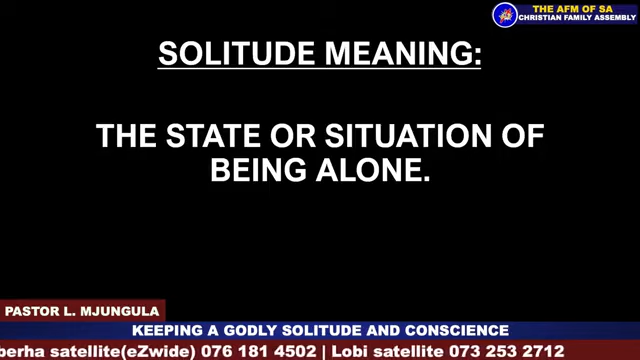 THE AFM OF SA
CHRISTIAN FAMILY ASSEMBLY
SOLITUDE MEANING:
THE STATE OR SITUATION OF
BEING ALONE.
PASTOR L. MJUNGULA
KEEPING A GODLY SOLITUDE AND CONSCIENCE
berha satellite(eZwide) 076 181 4502 | Lobi satellite 073 253 2712